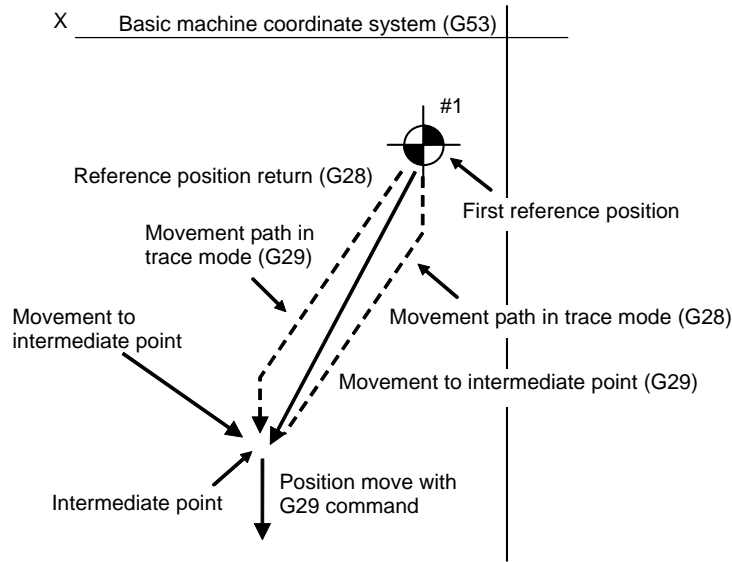 X
Basic machine coordinate system (G53)
#1
Reference position return (G28)
First reference position
Movement path in
trace mode (G29)
Movement to
intermediate point
Movement path in trace mode (G28)
Movement to intermediate point (G29)
Intermediate point
Position move with
G29 command